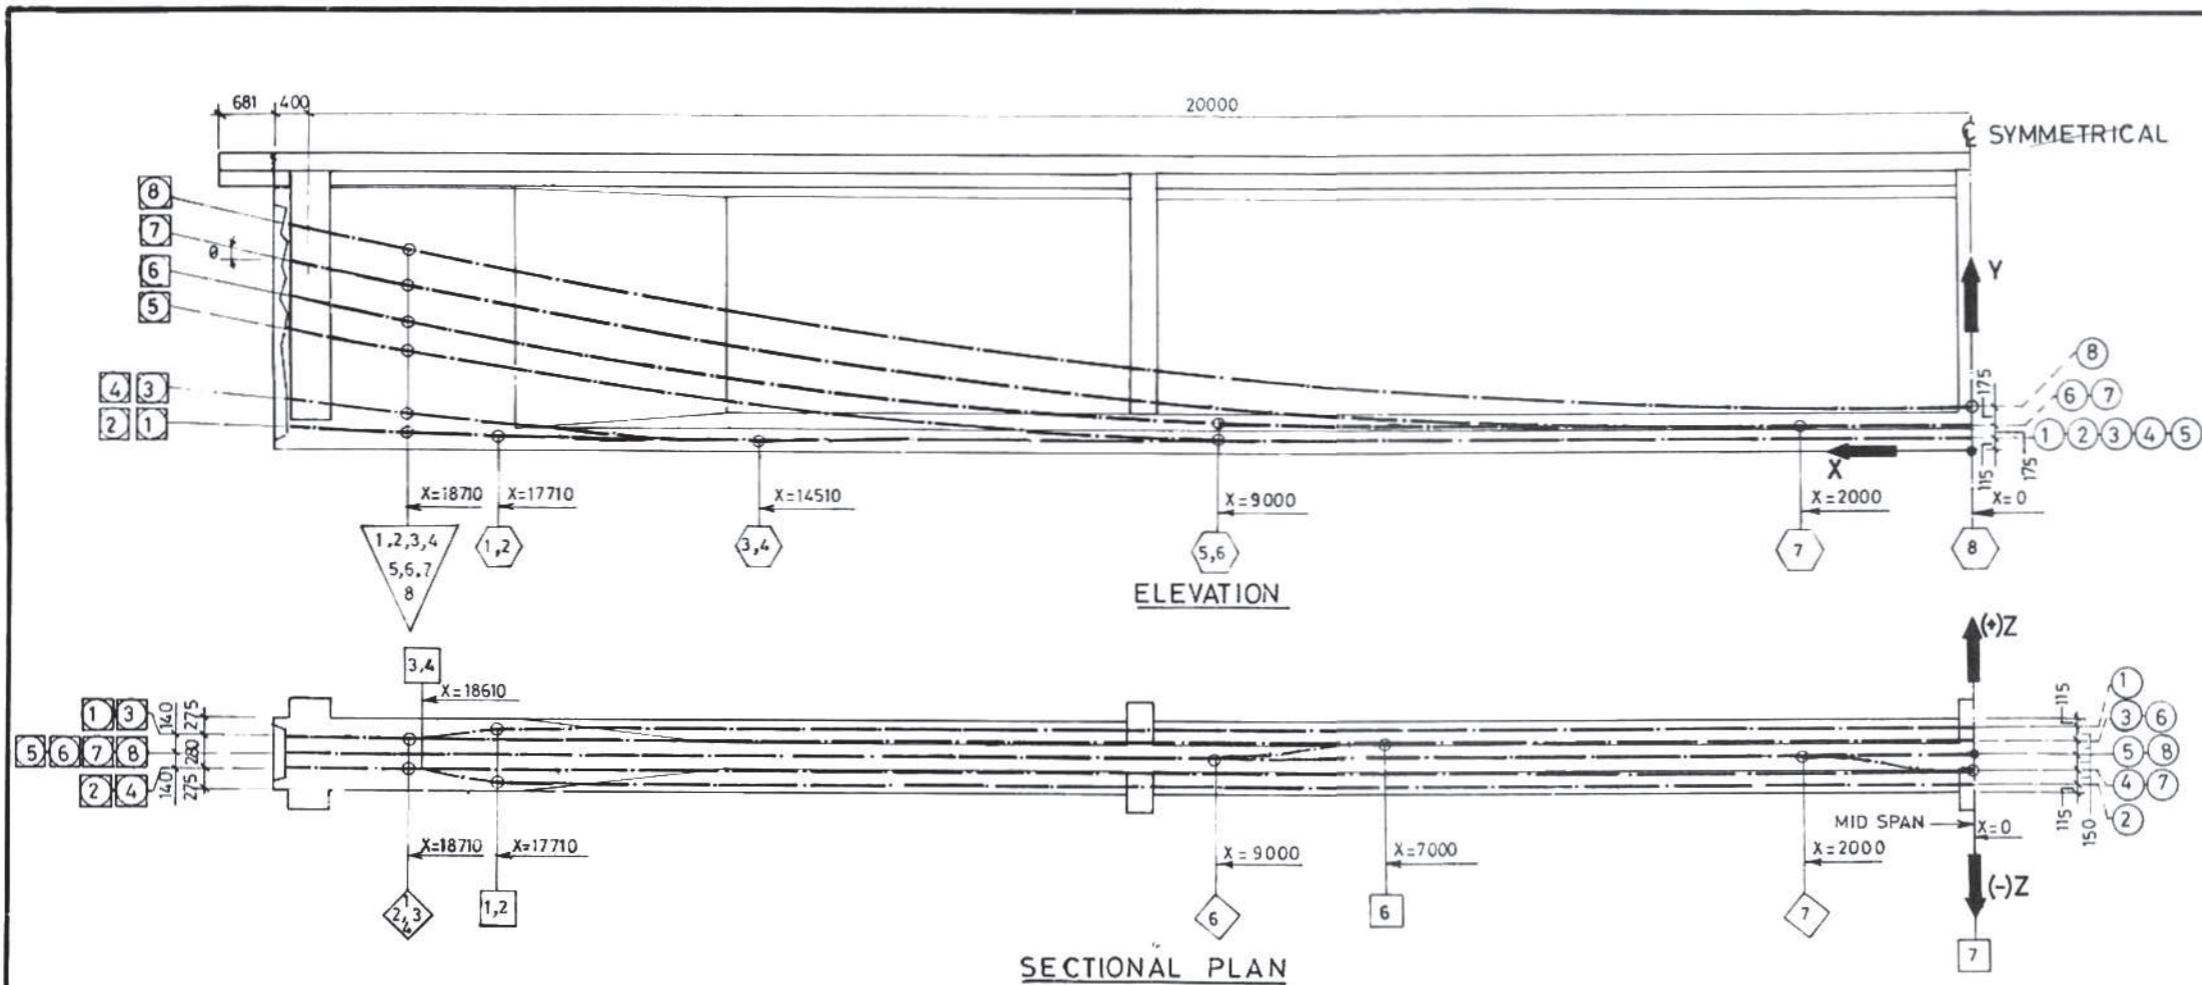 681 400 20000
℄ SYMMETRICAL
8
7
θ
6
5
4 3
2 1
Y
X
175
8
6 7
1 2 3 4 5
115
175
X=18710
X=17710
X=14510
X=9000
X=2000
X=0
1,2,3,4
5,6,7
8
1,2
3,4
5,6
7
8
ELEVATION
3,4
X=18610
(+)Z
1 3
5 6 7 8
2 4
140
275
280
140
275
115
1
3 6
5 8
4 7
2
115
150
MID SPAN
X=0
X=18710
X=17710
X=9000
X=7000
X=2000
(-)Z
1
2,3
4
1,2
6
6
7
7
SECTIONAL PLAN